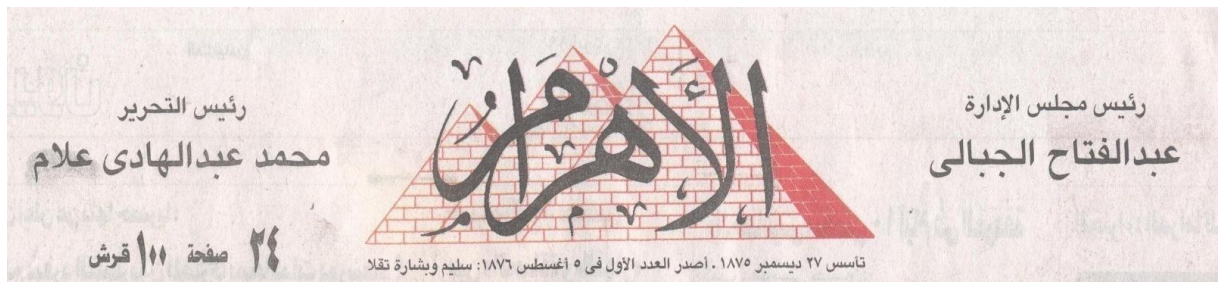 رئيس مجلس الإدارة
عبدالفتاح الجبالى
الأهرام
تأسس ٢٧ ديسمبر ١٨٧٥ . أصدر العدد الأول فى ٥ أغسطس ١٨٧٦: سليم وبشارة تقلا
رئيس التحرير
محمد عبدالهادى علام
٢٤ صفحة ١٠٠ قرش